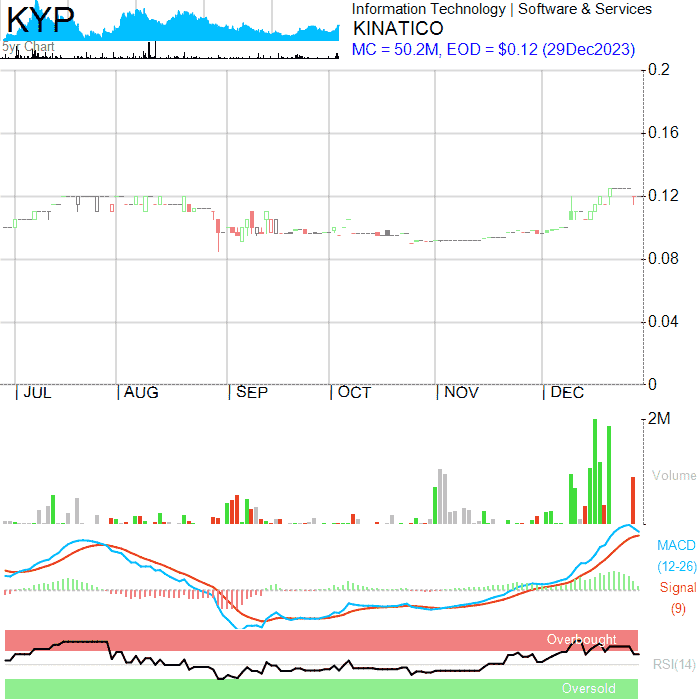 KYP
5yr Chart
Information Technology | Software & Services
KINATICO
MC = 50.2M, EOD = $0.12 (29Dec2023)
0.2
0.16
0.12
0.08
0.04
0
| JUL | AUG | SEP | OCT | NOV | DEC
2M
Volume
MACD
(12-26)
Signal
(9)
Overbought
RSI(14)
Oversold